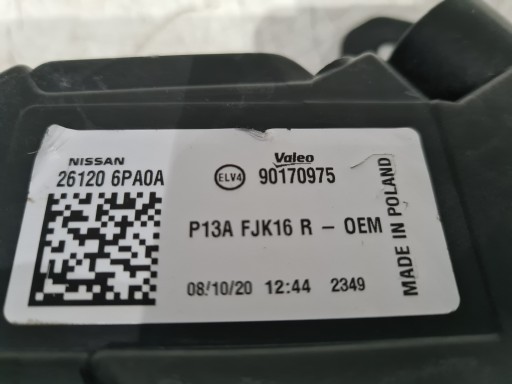 NISSAN
26120 6PA0A
ELV4
Valeo
90170975
P13A FJK16 R - OEM
08/10/20 12:44 2349
MADE IN POLAND